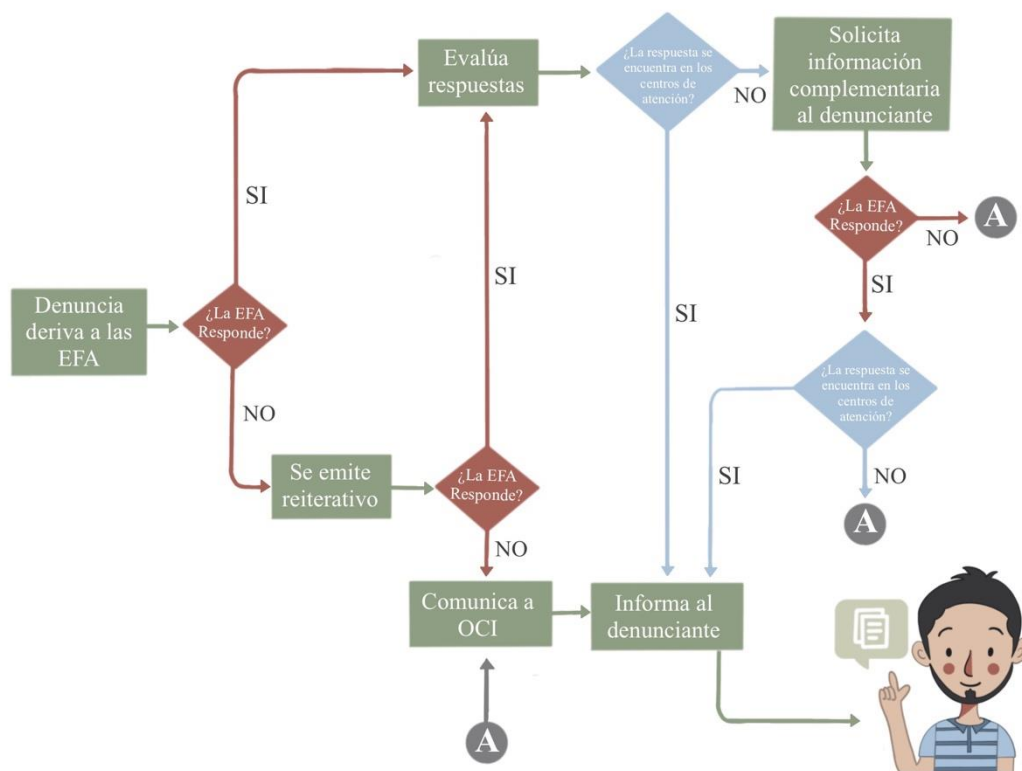 Evalúa
respuestas
¿La respuesta se
encuentra en los
centros de
atención?
NO
Solicita
información
complementaria
al denunciante
SI
¿La EFA
Responde?
NO
A
SI
SI
SI
Denuncia
deriva a las
EFA
¿La EFA
Responde?
¿La respuesta se
encuentra en los
centros de
atención?
NO
Se emite
reiterativo
¿La EFA
Responde?
SI
NO
A
NO
Comunica a
OCI
Informa al
denunciante
A